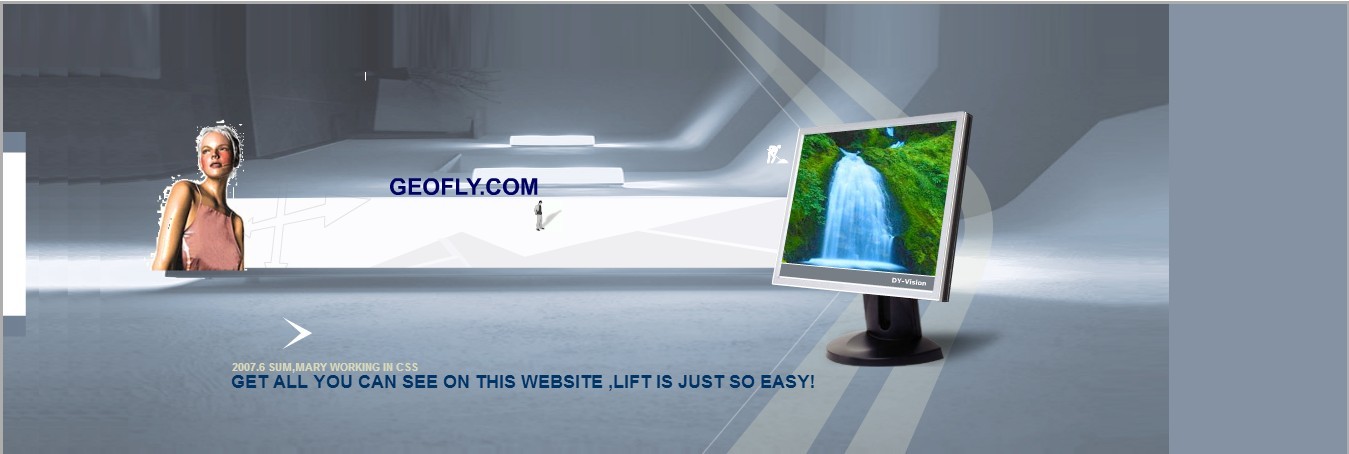 GEOFLY.COM
DY-Vision
2007.6 SUM,MARY WORKING IN CSS
GET ALL YOU CAN SEE ON THIS WEBSITE ,LIFT IS JUST SO EASY!